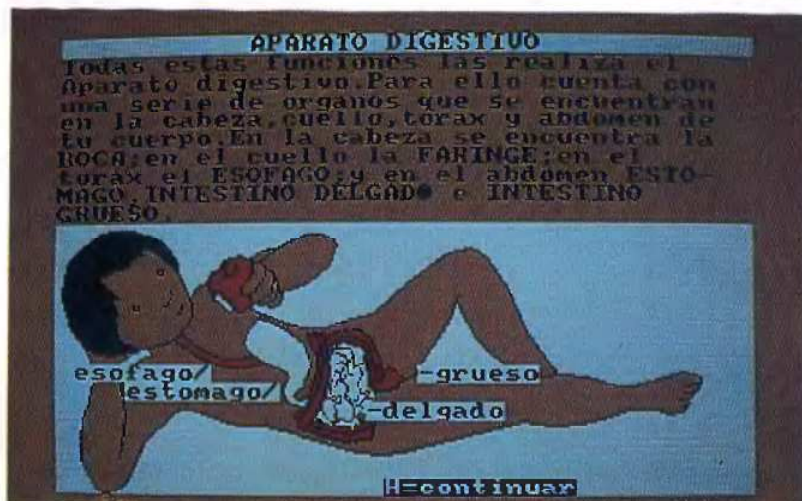 APARATO DIGESTIVO
Todas estas funciones las realiza el
Aparato digestivo.Para ello cuenta con
una serie de organos que se encuentran
en la cabeza,cuello,torax y abdomen de
tu cuerpo.En la cabeza se encuentra la
BOCA;en el cuello la FARINGE;en el
torax el ESOFAGO;y en el abdomen ESTO-
MAGO,INTESTINO DELGADO e INTESTINO
GRUESO.
esofago/
estomago/
-grueso
-delgado
=continuar